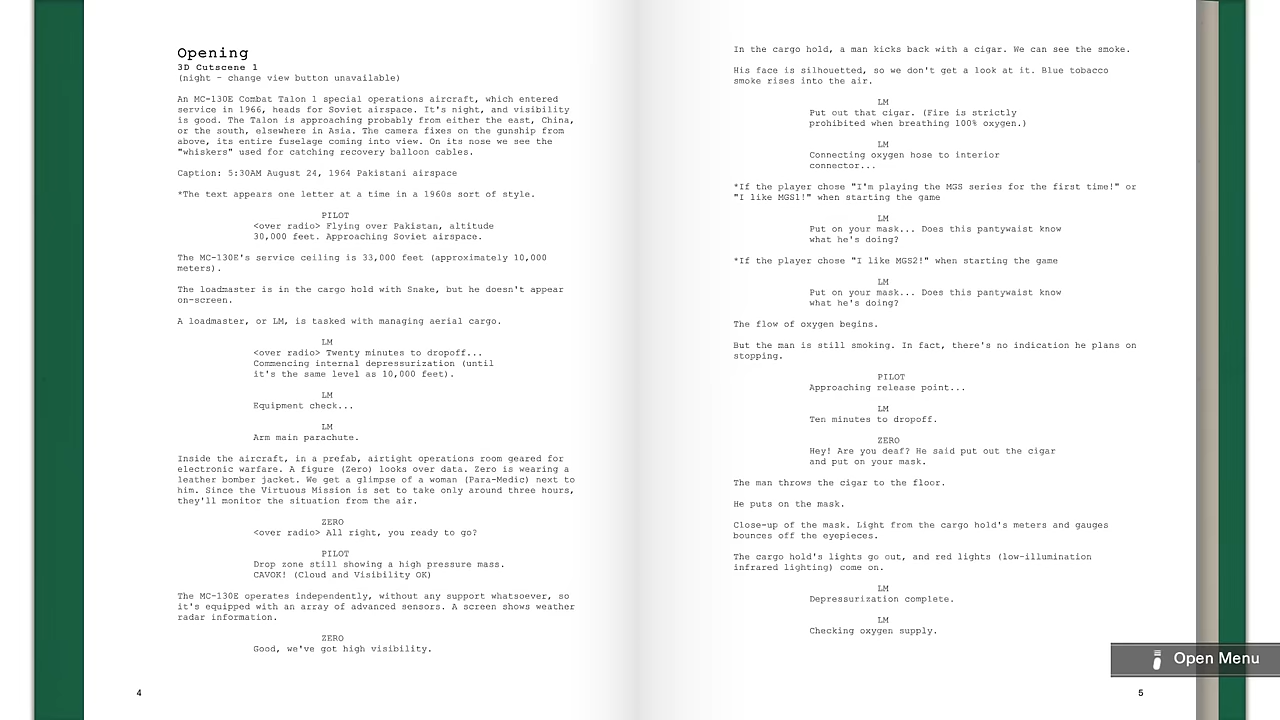 Opening
3D Cutscene 1
(night - change view button unavailable)
An MC-130E Combat Talon 1 special operations aircraft, which entered
service in 1966, heads for Soviet airspace. It's night, and visibility
is good. The Talon is approaching probably from either the east, China,
or the south, elsewhere in Asia. The camera fixes on the gunship from
above, its entire fuselage coming into view. On its nose we see the
"whiskers" used for catching recovery balloon cables.
Caption: 5:30AM August 24, 1964 Pakistani airspace
*The text appears one letter at a time in a 1960s sort of style.
PILOT
<over radio> Flying over Pakistan, altitude
30,000 feet. Approaching Soviet airspace.
The MC-130E's service ceiling is 33,000 feet (approximately 10,000
meters).
The loadmaster is in the cargo hold with Snake, but he doesn't appear
on-screen.
A loadmaster, or LM, is tasked with managing aerial cargo.
LM
<over radio> Twenty minutes to dropoff...
Commencing internal depressurization (until
it's the same level as 10,000 feet).
LM
Equipment check...
LM
Arm main parachute.
Inside the aircraft, in a prefab, airtight operations room geared for
electronic warfare. A figure (Zero) looks over data. Zero is wearing a
leather bomber jacket. We get a glimpse of a woman (Para-Medic) next to
him. Since the Virtuous Mission is set to take only around three hours,
they'll monitor the situation from the air.
ZERO
<over radio> All right, you ready to go?
PILOT
Drop zone still showing a high pressure mass.
CAVOK! (Cloud and Visibility OK)
The MC-130E operates independently, without any support whatsoever, so
it's equipped with an array of advanced sensors. A screen shows weather
radar information.
ZERO
Good, we've got high visibility.
4
In the cargo hold, a man kicks back with a cigar. We can see the smoke.
His face is silhouetted, so we don't get a look at it. Blue tobacco
smoke rises into the air.
LM
Put out that cigar. (Fire is strictly
prohibited when breathing 100% oxygen.)
LM
Connecting oxygen hose to interior
connector...
*If the player chose "I'm playing the MGS series for the first time!" or
"I like MGS1!" when starting the game
LM
Put on your mask... Does this pantywaist know
what he's doing?
*If the player chose "I like MGS2!" when starting the game
LM
Put on your mask... Does this pantywaist know
what he's doing?
The flow of oxygen begins.
But the man is still smoking. In fact, there's no indication he plans on
stopping.
PILOT
Approaching release point...
LM
Ten minutes to dropoff.
ZERO
Hey! Are you deaf? He said put out the cigar
and put on your mask.
The man throws the cigar to the floor.
He puts on the mask.
Close-up of the mask. Light from the cargo hold's meters and gauges
bounces off the eyepieces.
The cargo hold's lights go out, and red lights (low-illumination
infrared lighting) come on.
LM
Depressurization complete.
LM
Checking oxygen supply.
Open Menu
5